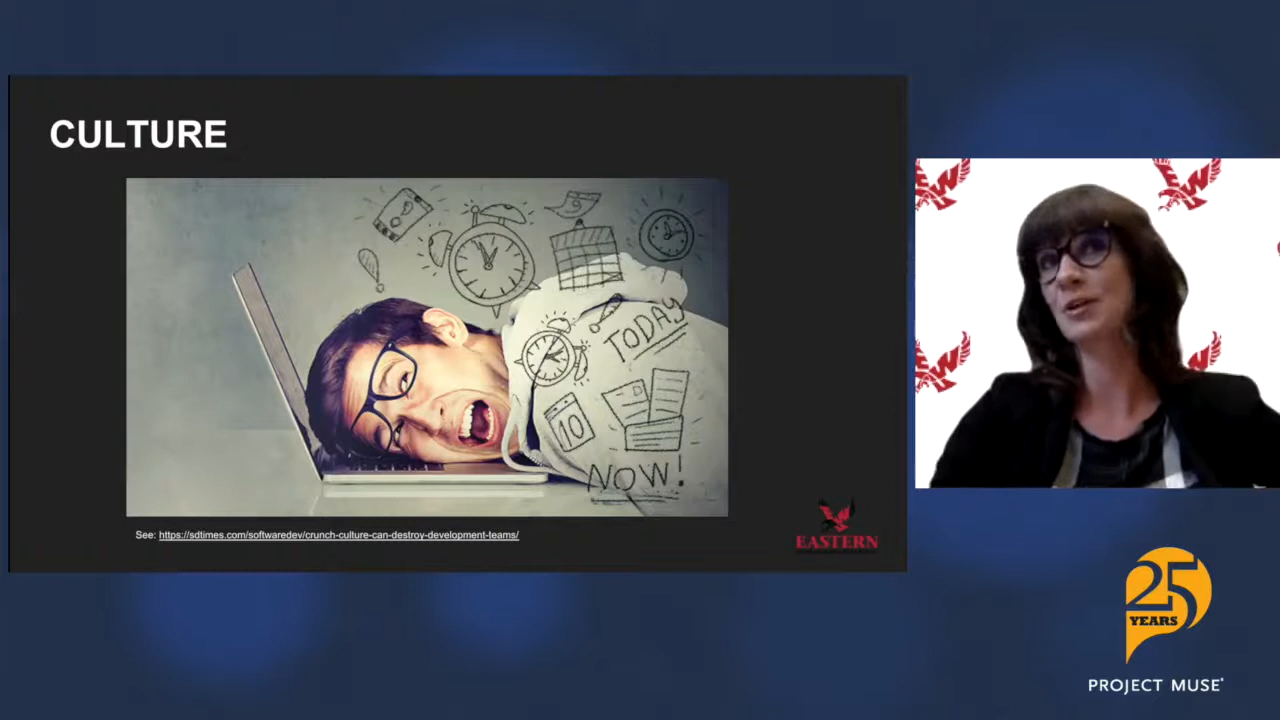 CULTURE
TODAY
10
NOW!
See: https://sdtimes.com/softwaredev/crunch-culture-can-destroy-development-teams/
EASTERN
25
YEARS
PROJECT MUSE